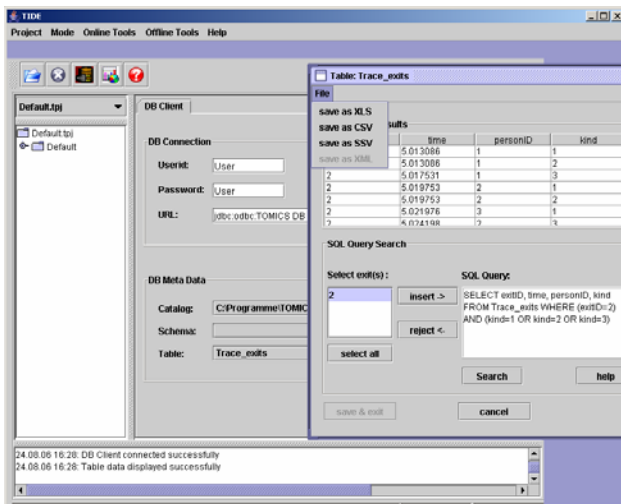 TIDE
Project Mode Online Tools Offline Tools Help
Default.tpj
Default.tpj
Default
DB Client
DB Connection
Userid: User
Password: User
URL: jdbc:odbc:TOMICS DB
DB Meta Data
Catalog: C:\Programme\TOMIC
Schema:
Table: Trace_exits
Table: Trace_exits
File
save as XLS
save as CSV
save as SSV
save as XML
time personID kind
5.013086 1 1
5.013086 1 2
2 5.017531 1 3
2 5.019753 2 1
2 5.019753 2 2
2 5.021976 3 1
2 5.024198 2 3
SQL Query Search
Select exit(s) :
2
insert ->
reject <-
select all
SQL Query:
SELECT exitID, time, personID, kind
FROM Trace_exits WHERE (exitID=2)
AND (kind=1 OR kind=2 OR kind=3)
Search help
save & exit cancel
24.08.06 16:28: DB Client connected successfully
24.08.06 16:28: Table data displayed successfully